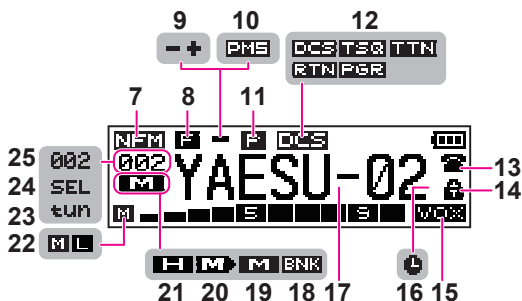 9 10 12
- + PMS DCS TSQ TTN
RTN PGR
7 8 11
NFM F - P DCS
25 002 002 YAESU-02 13
24 SEL M 14
23 tun
22 M L M S 9 VOX
H M M BNK
21 20 19 18 17 16 15